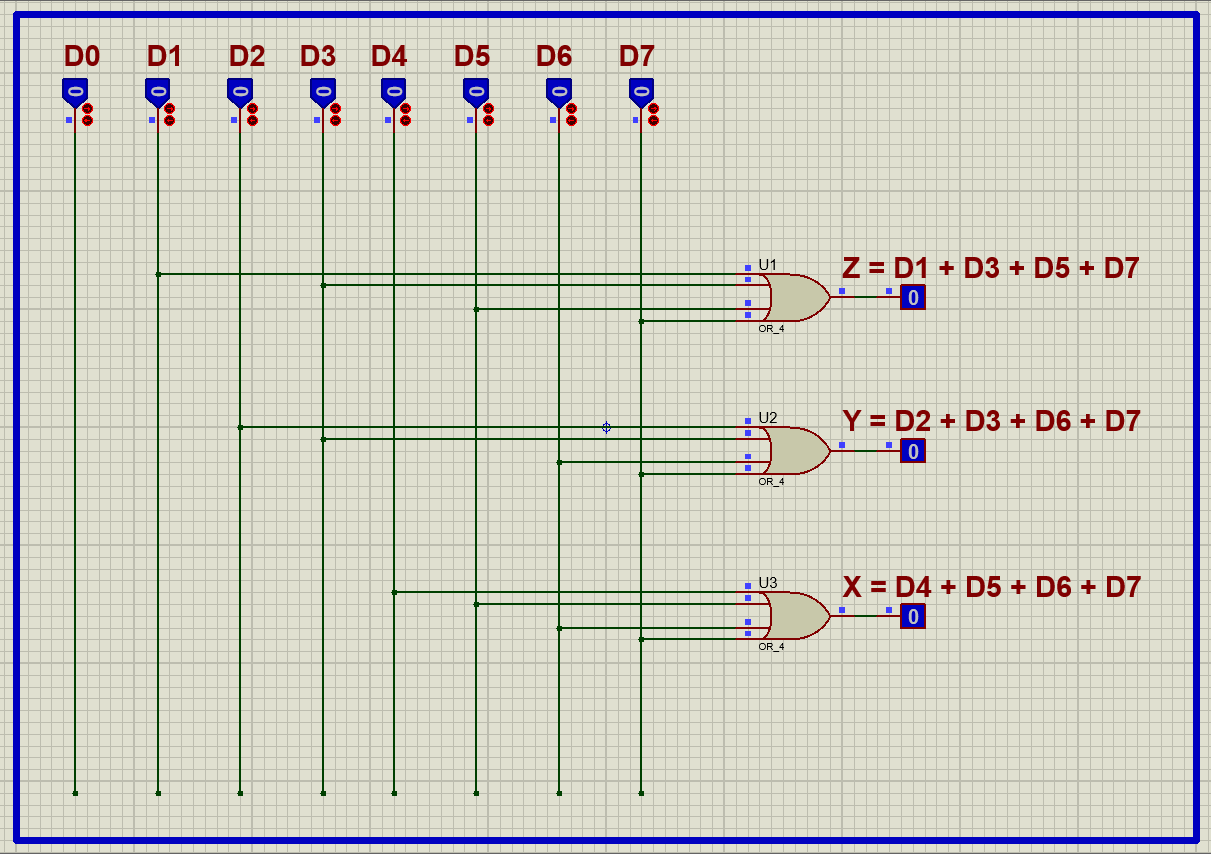 D0 D1 D2 D3 D4 D5 D6 D7
0 0 0 0 0 0 0 0
U1
Z = D1 + D3 + D5 + D7
0
OR_4
U2
Y = D2 + D3 + D6 + D7
0
OR_4
U3
X = D4 + D5 + D6 + D7
0
OR_4